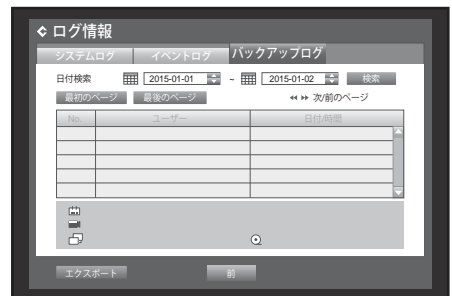 ログ情報
システムログ イベントログ バックアップログ
日付検索 2015-01-01 ~ 2015-01-02 検索
最初のページ 最後のページ 次/前のページ
No. ユーザー 日付/時間
エクスポート 前